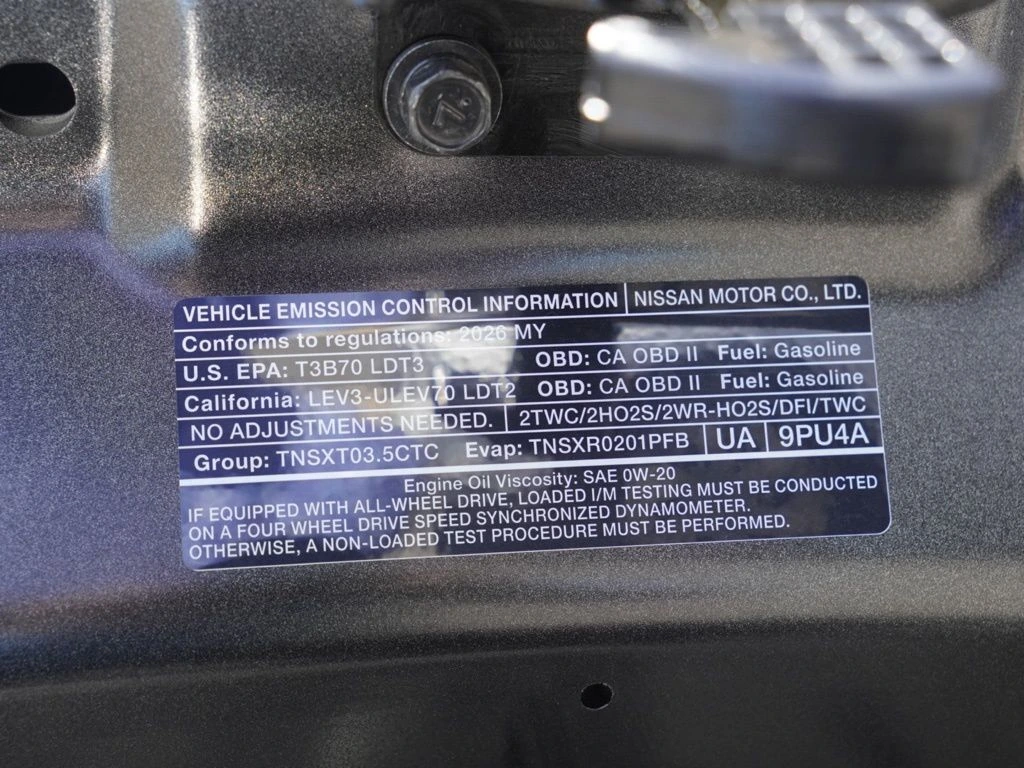 VEHICLE EMISSION CONTROL INFORMATION NISSAN MOTOR CO., LTD.
Conforms to regulations: 2026 MY
U.S. EPA: T3B70 LDT3 OBD: CA OBD II Fuel: Gasoline
California: LEV3-ULEV70 LDT2 OBD: CA OBD II Fuel: Gasoline
NO ADJUSTMENTS NEEDED. 2TWC/2HO2S/2WR-HO2S/DFI/TWC
Group: TNSXT03.5CTC Evap: TNSXR0201PFB UA 9PU4A
Engine Oil Viscosity: SAE 0W-20
IF EQUIPPED WITH ALL-WHEEL DRIVE, LOADED I/M TESTING MUST BE CONDUCTED
ON A FOUR WHEEL DRIVE SPEED SYNCHRONIZED DYNAMOMETER.
OTHERWISE, A NON-LOADED TEST PROCEDURE MUST BE PERFORMED.